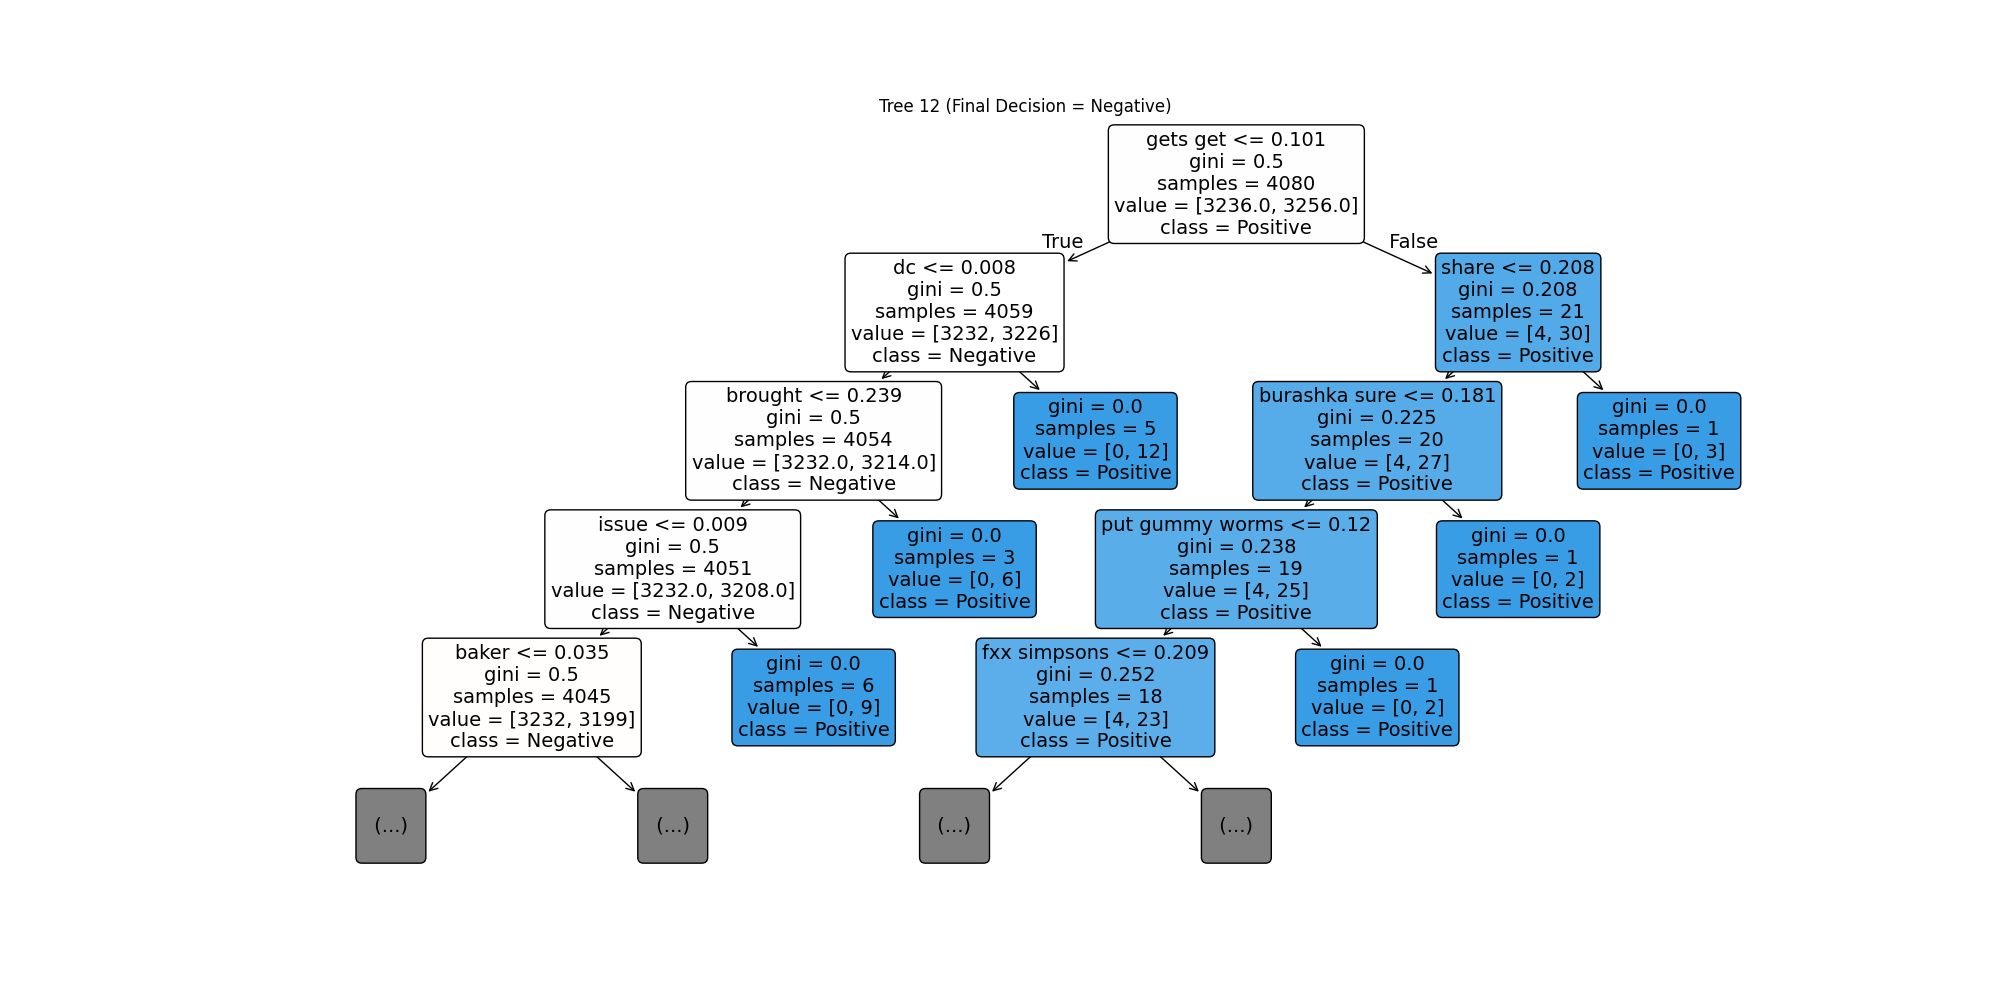 Tree 12 (Final Decision = Negative)
gets get <= 0.101
gini = 0.5
samples = 4080
value = [3236.0, 3256.0]
class = Positive
True
False
dc <= 0.008
gini = 0.5
samples = 4059
value = [3232, 3226]
class = Negative
share <= 0.208
gini = 0.208
samples = 21
value = [4, 30]
class = Positive
brought <= 0.239
gini = 0.5
samples = 4054
value = [3232.0, 3214.0]
class = Negative
gini = 0.0
samples = 5
value = [0, 12]
class = Positive
burashka sure <= 0.181
gini = 0.225
samples = 20
value = [4, 27]
class = Positive
gini = 0.0
samples = 1
value = [0, 3]
class = Positive
issue <= 0.009
gini = 0.5
samples = 4051
value = [3232.0, 3208.0]
class = Negative
gini = 0.0
samples = 3
value = [0, 6]
class = Positive
put gummy worms <= 0.12
gini = 0.238
samples = 19
value = [4, 25]
class = Positive
gini = 0.0
samples = 1
value = [0, 2]
class = Positive
baker <= 0.035
gini = 0.5
samples = 4045
value = [3232, 3199]
class = Negative
gini = 0.0
samples = 6
value = [0, 9]
class = Positive
fxx simpsons <= 0.209
gini = 0.252
samples = 18
value = [4, 23]
class = Positive
gini = 0.0
samples = 1
value = [0, 2]
class = Positive
(...)
(...)
(...)
(...)